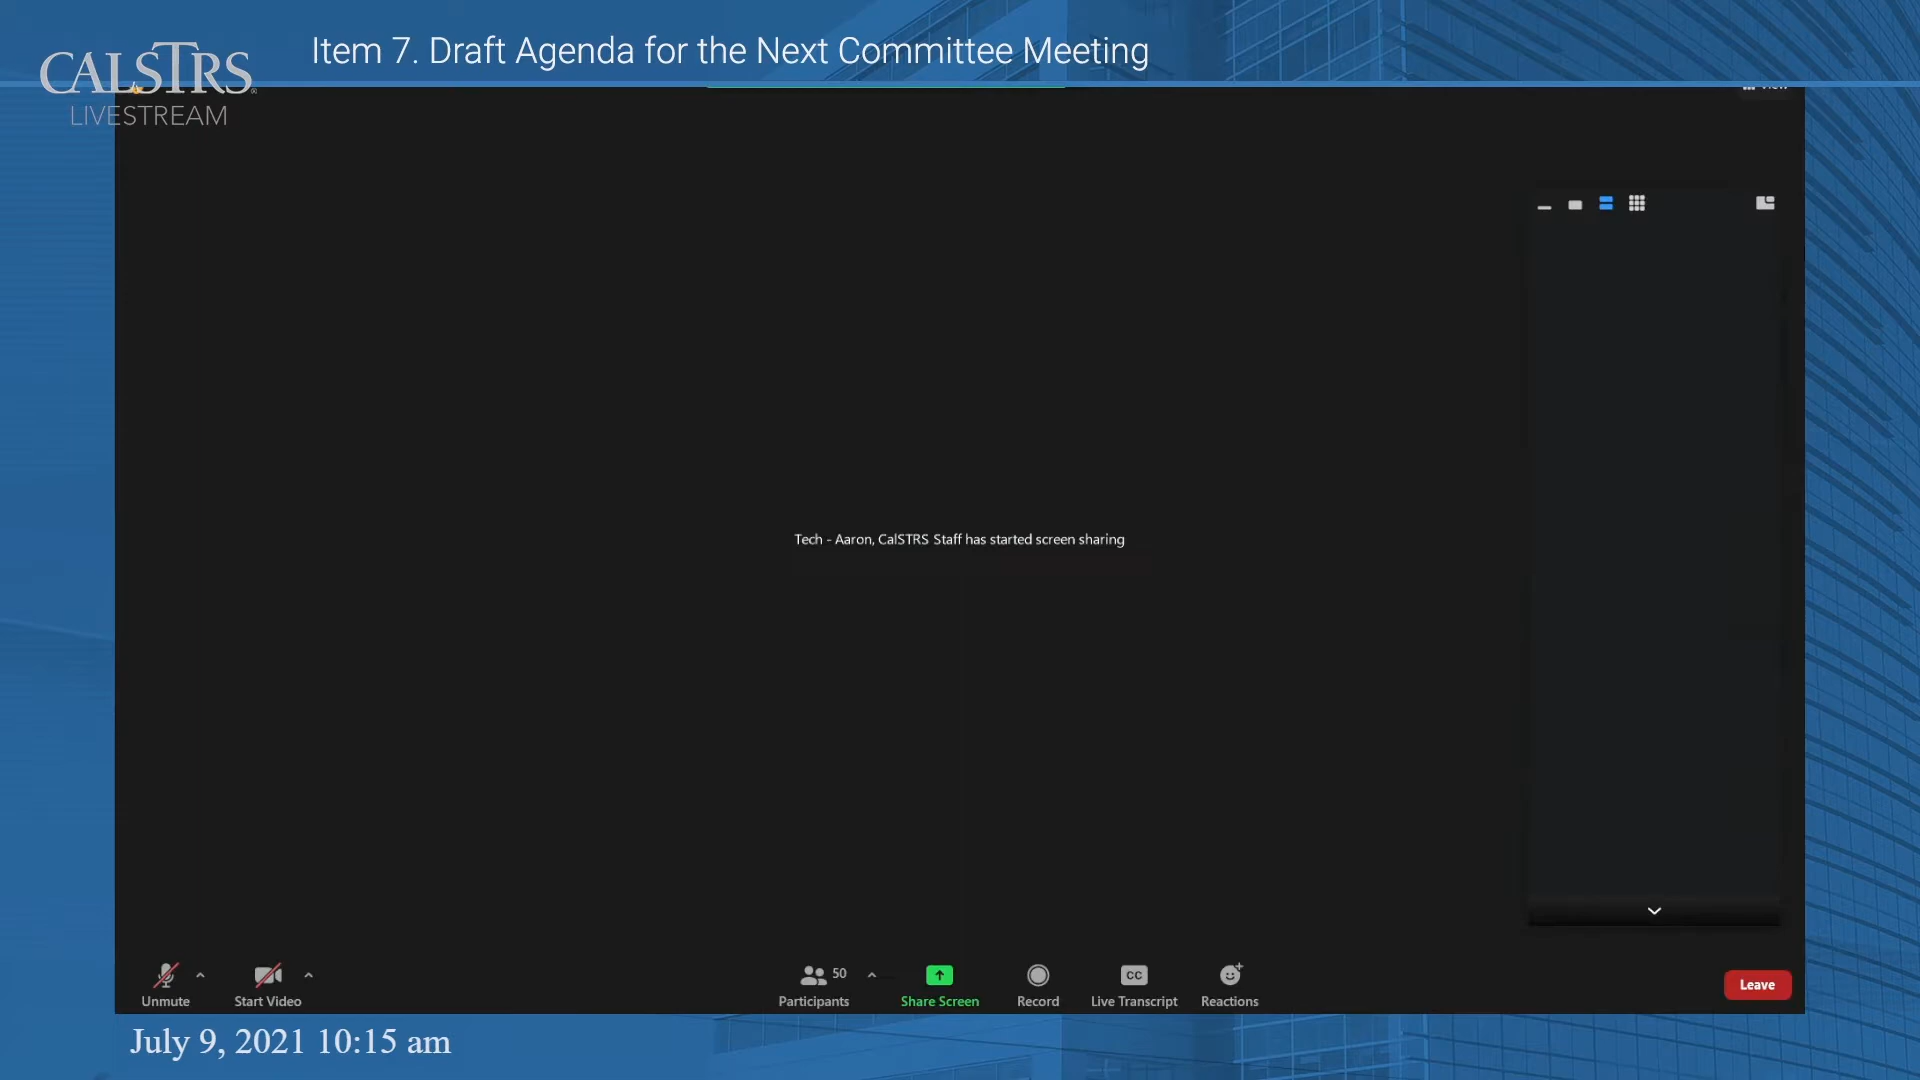 Item 7. Draft Agenda for the Next Committee Meeting
CALSTRS
LIVESTREAM
Tech - Aaron, CalSTRS Staff has started screen sharing
50
Unmute
Start Video
Participants
Share Screen
Record
CC
Live Transcript
Reactions
Leave
July 9, 2021 10:15 am